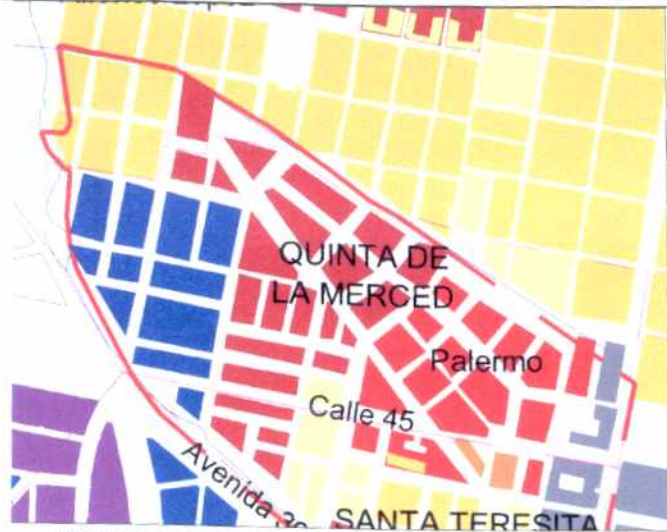 QUINTA DE
LA MERCED
Palermo
Calle 45
Avenida
SANTA TERESITA